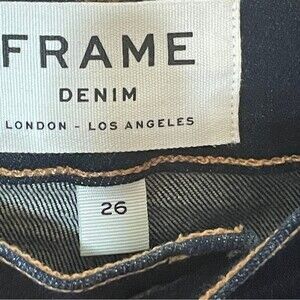 FRAME
DENIM
LONDON - LOS ANGELES
26